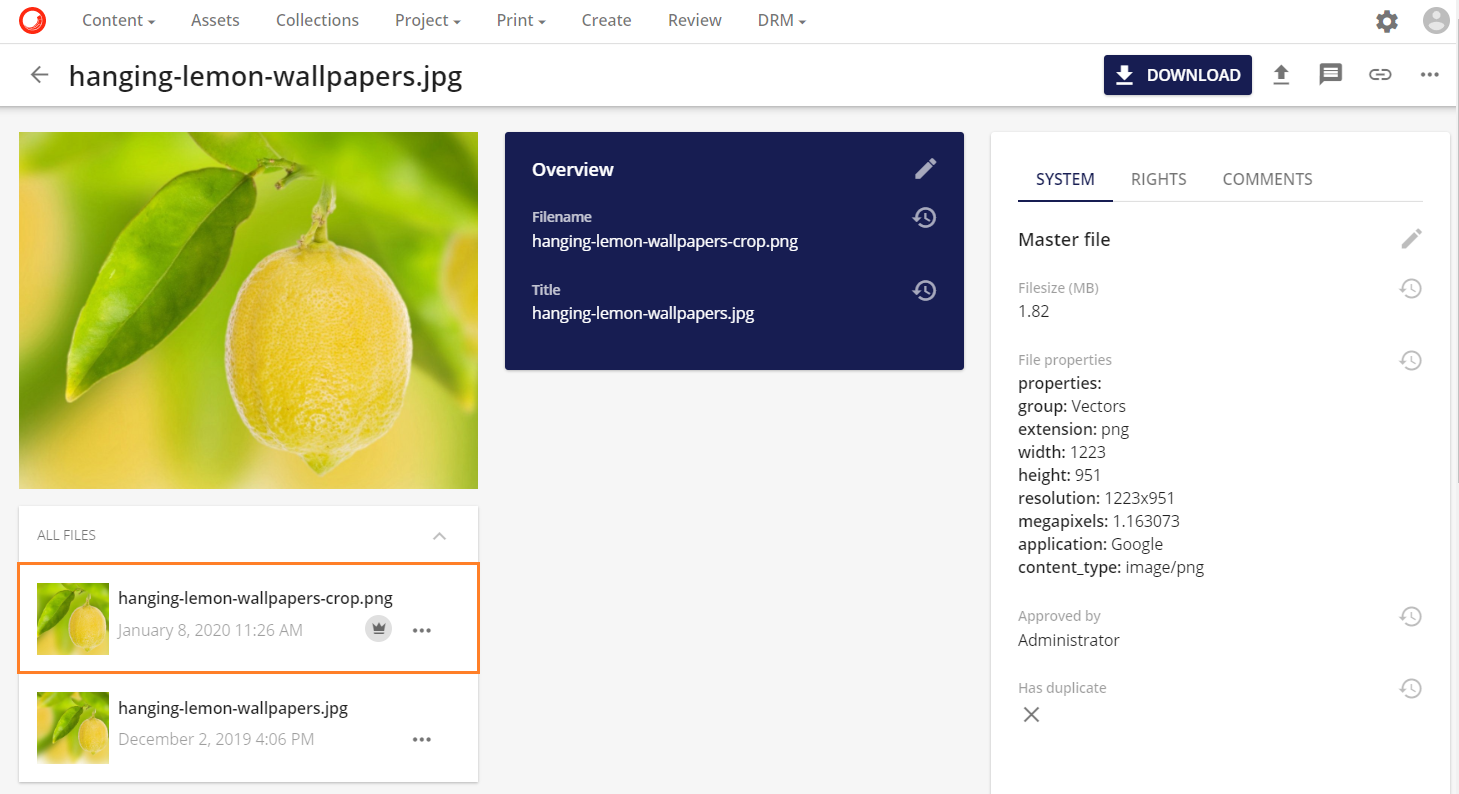 Content
Assets
Collections
Project
Print
Create
Review
DRM
hanging-lemon-wallpapers.jpg
DOWNLOAD
ALL FILES
hanging-lemon-wallpapers-crop.png
January 8, 2020 11:26 AM
hanging-lemon-wallpapers.jpg
December 2, 2019 4:06 PM
Overview
Filename
hanging-lemon-wallpapers-crop.png
Title
hanging-lemon-wallpapers.jpg
SYSTEM
RIGHTS
COMMENTS
Master file
Filesize (MB)
1.82
File properties
properties:
group: Vectors
extension: png
width: 1223
height: 951
resolution: 1223x951
megapixels: 1.163073
application: Google
content_type: image/png
Approved by
Administrator
Has duplicate